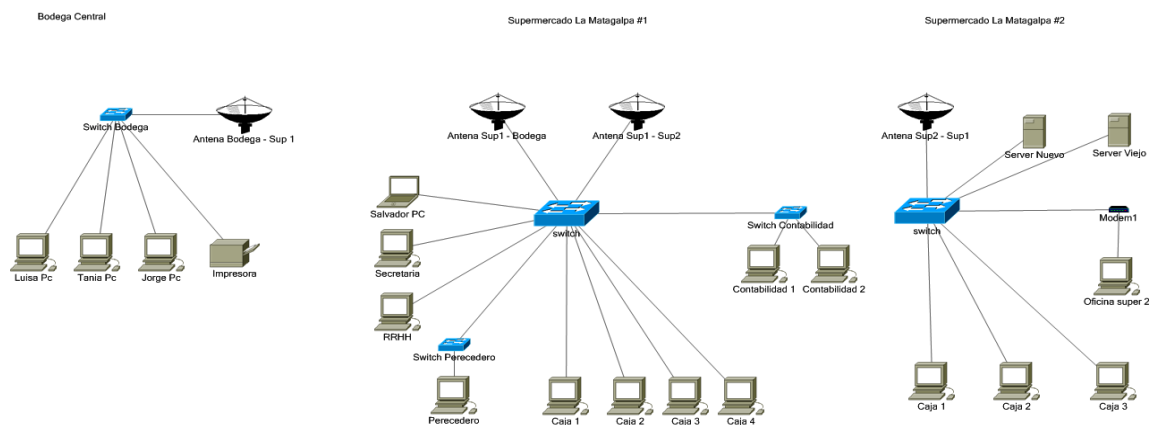 Bodega Central
Supermercado La Matagalpa #1
Supermercado La Matagalpa #2
Switch Bodega
Antena Bodega - Sup 1
Luisa Pc
Tania Pc
Jorge Pc
Impresora
Antena Sup1 - Bodega
Antena Sup1 - Sup2
Salvador PC
switch
Switch Contabilidad
Secretaria
Contabilidad 1
Contabilidad 2
RRHH
Switch Perecedero
Perecedero
Caja 1
Caja 2
Caja 3
Caja 4
Antena Sup2 - Sup1
Server Nuevo
Server Viejo
switch
Modem1
Oficina super 2
Caja 1
Caja 2
Caja 3